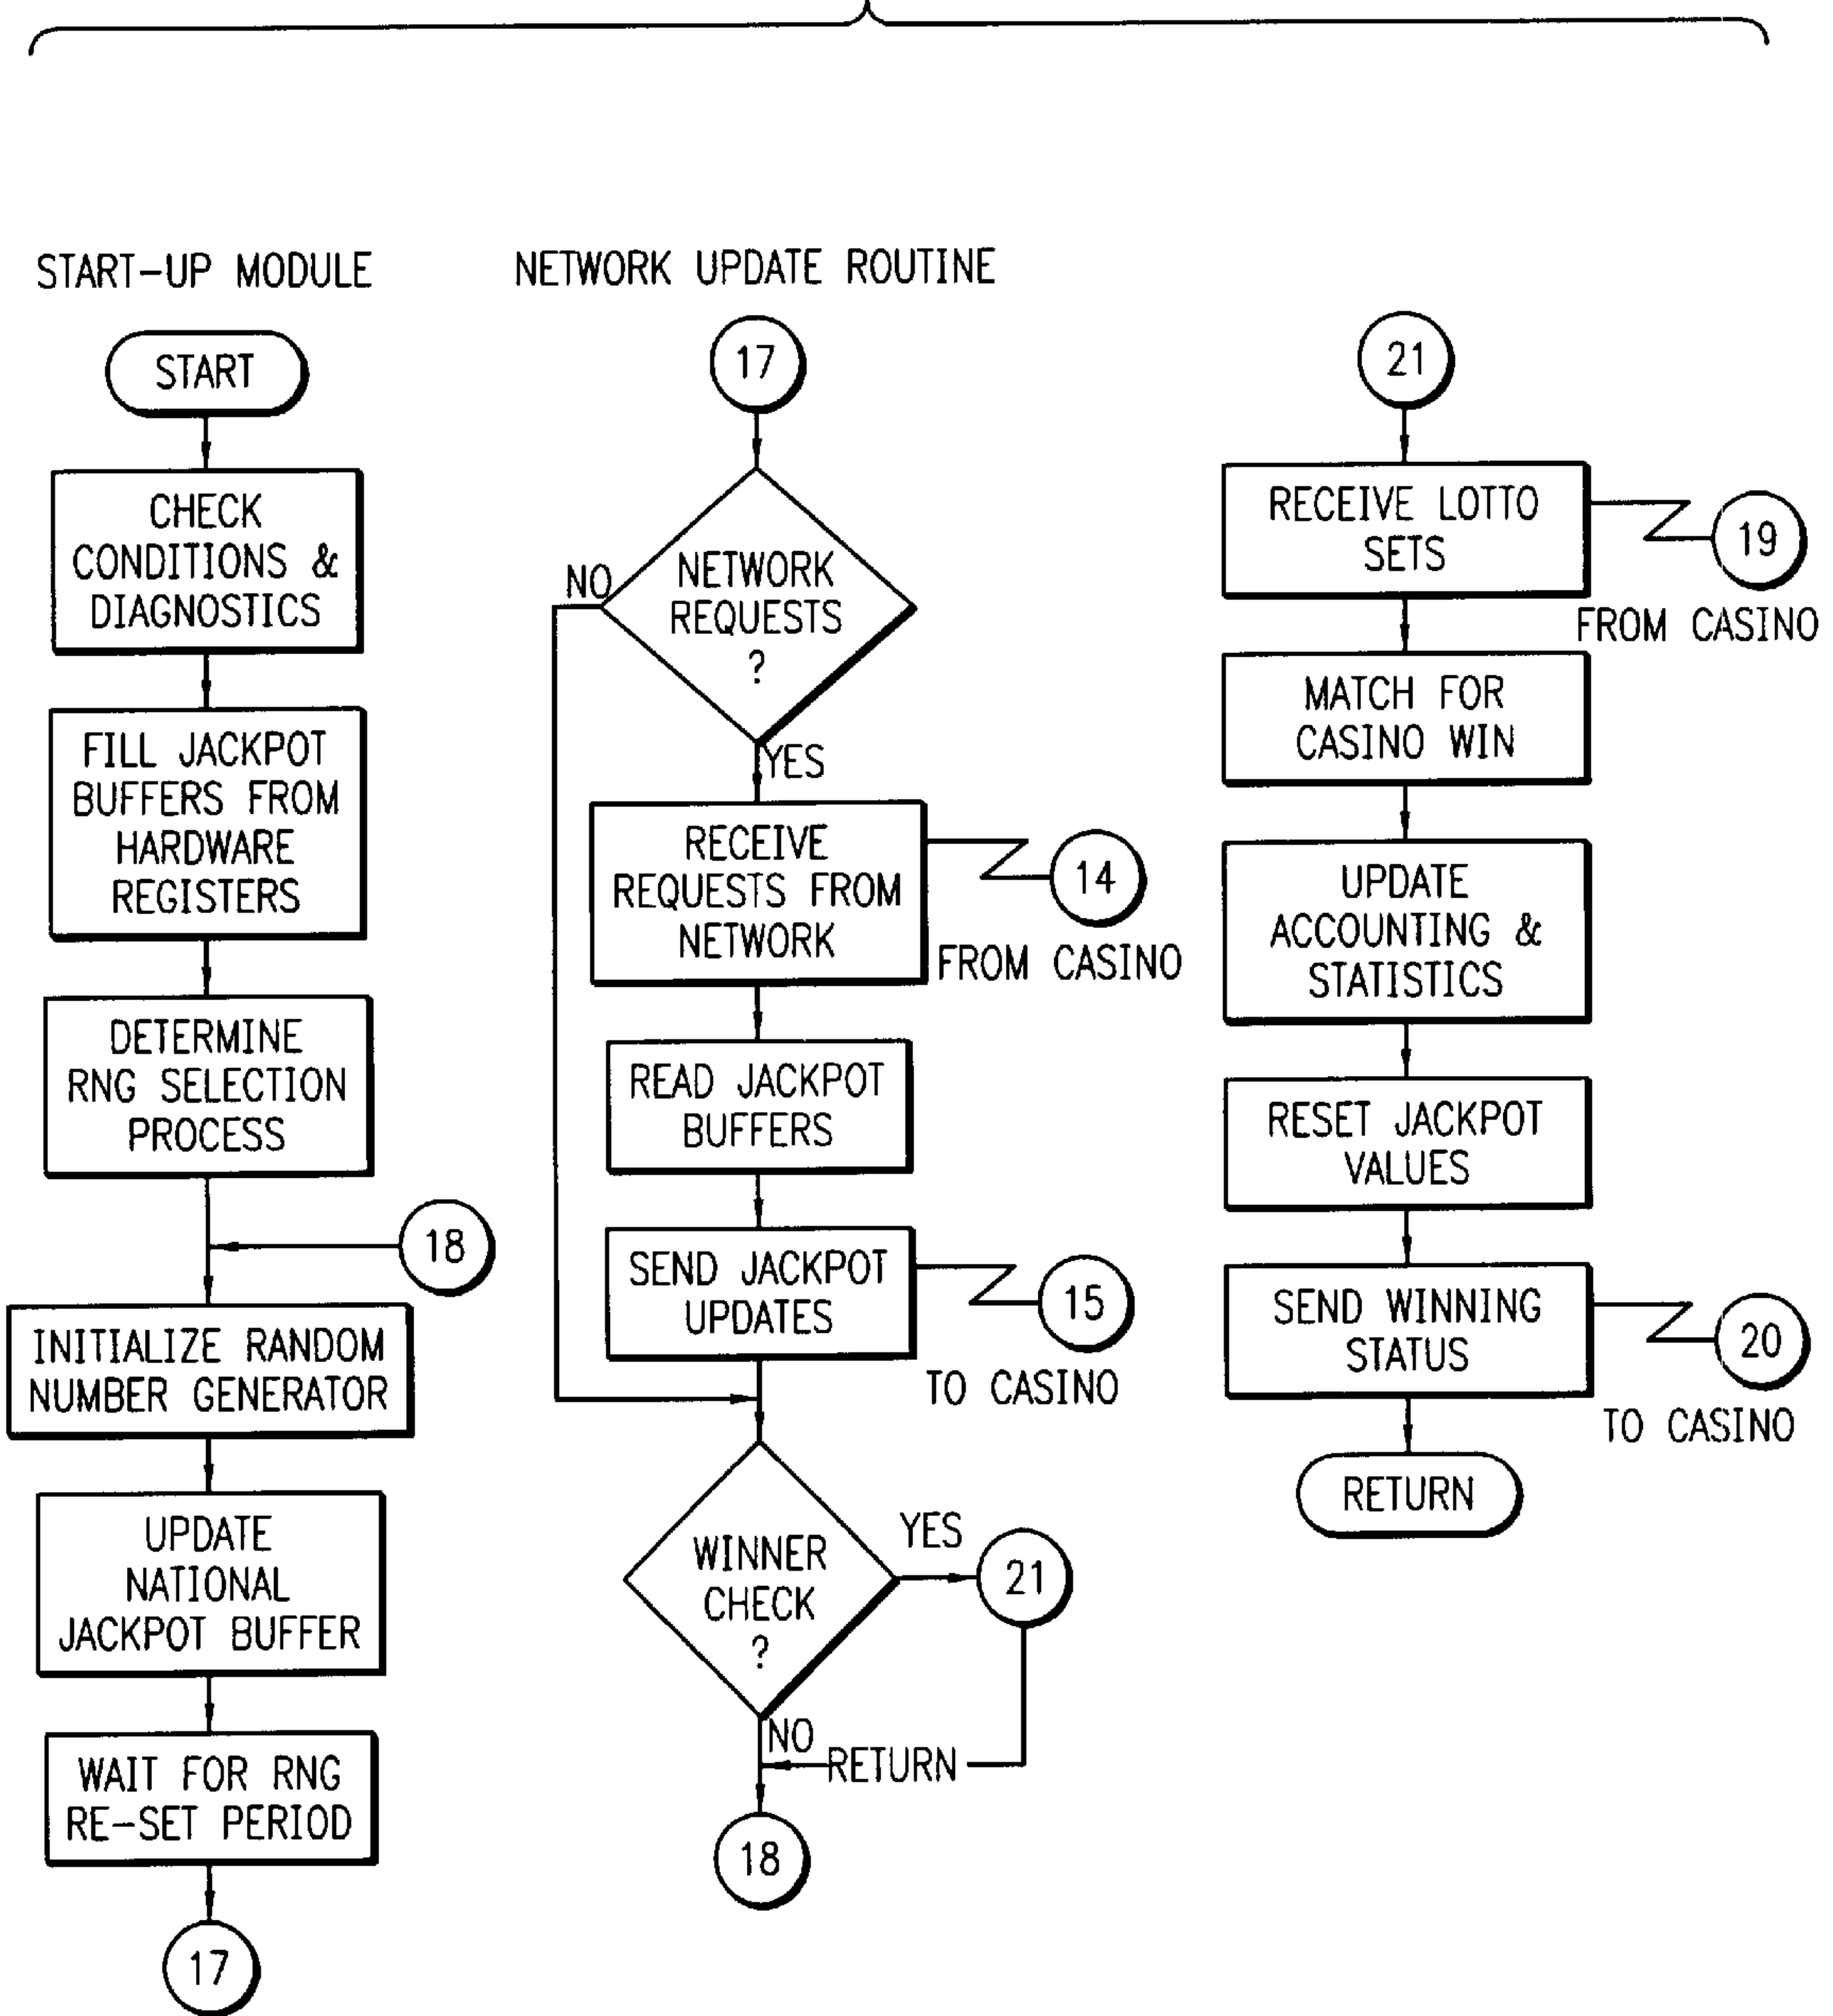 START-UP MODULE
START
CHECK
CONDITIONS &
DIAGNOSTICS
FILL JACKPOT
BUFFERS FROM
HARDWARE
REGISTERS
DETERMINE
RNG SELECTION
PROCESS
18
INITIALIZE RANDOM
NUMBER GENERATOR
UPDATE
NATIONAL
JACKPOT BUFFER
WAIT FOR RNG
RE-SET PERIOD
17
NETWORK UPDATE ROUTINE
17
NETWORK
REQUESTS
?
NO
YES
RECEIVE
REQUESTS FROM
NETWORK
14
FROM CASINO
READ JACKPOT
BUFFERS
SEND JACKPOT
UPDATES
15
TO CASINO
WINNER
CHECK
?
YES
21
NO
RETURN
18
21
RECEIVE LOTTO
SETS
19
FROM CASINO
MATCH FOR
CASINO WIN
UPDATE
ACCOUNTING &
STATISTICS
RESET JACKPOT
VALUES
SEND WINNING
STATUS
20
TO CASINO
RETURN